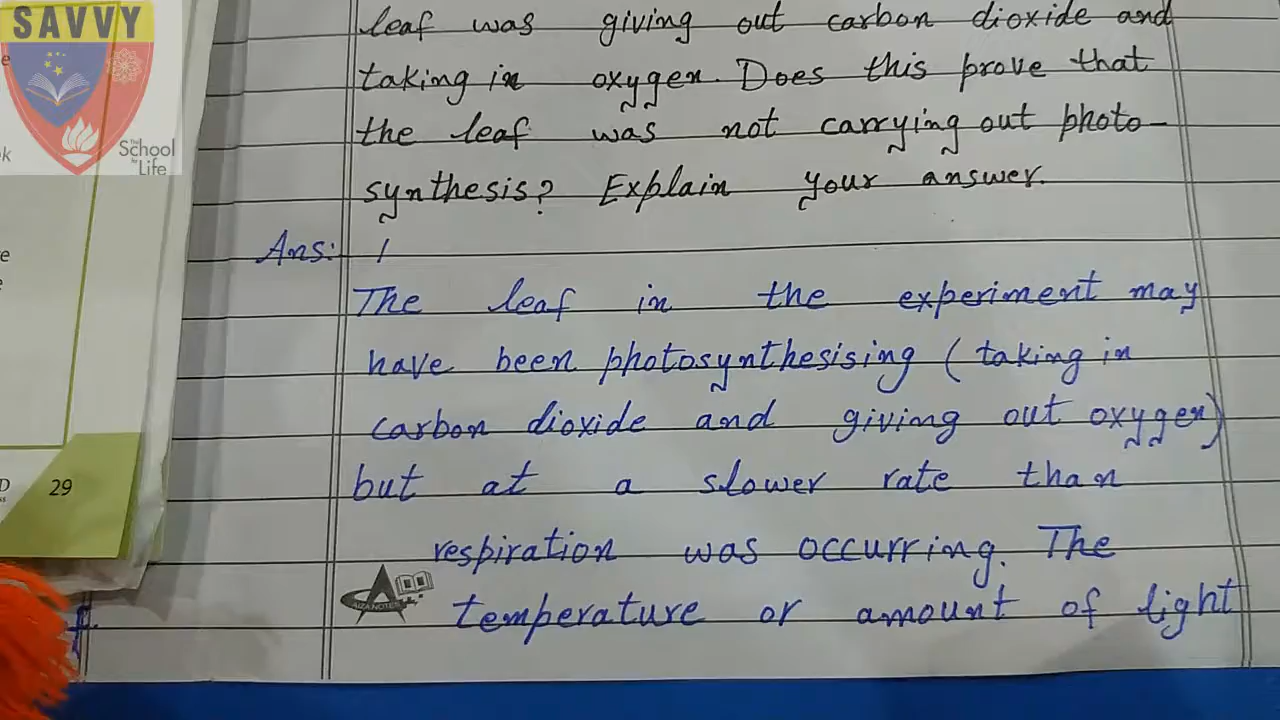 SAVVY
The School for Life
leaf was giving out carbon dioxide and
taking in oxygen. Does this prove that
the leaf was not carrying out photo-
synthesis? Explain your answer.
Ans:
The leaf in the experiment may
have been photosynthesising (taking in
carbon dioxide and giving out oxygen)
but at a slower rate than
respiration was occurring. The
AIZA NOTES
temperature or amount of light
29